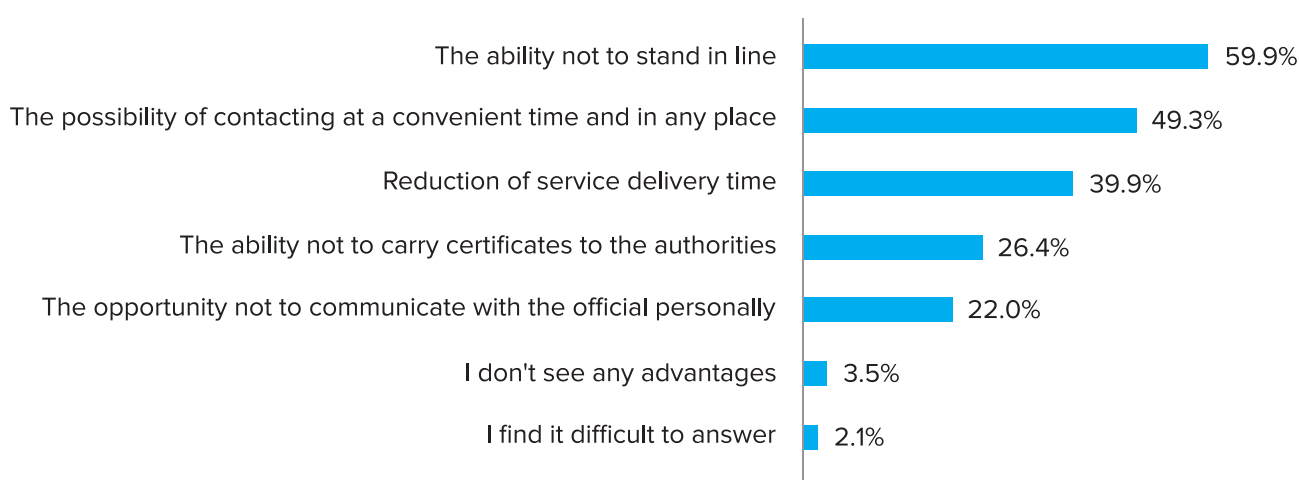 The ability not to stand in line 59.9%
The possibility of contacting at a convenient time and in any place 49.3%
Reduction of service delivery time 39.9%
The ability not to carry certificates to the authorities 26.4%
The opportunity not to communicate with the official personally 22.0%
I don't see any advantages 3.5%
I find it difficult to answer 2.1%